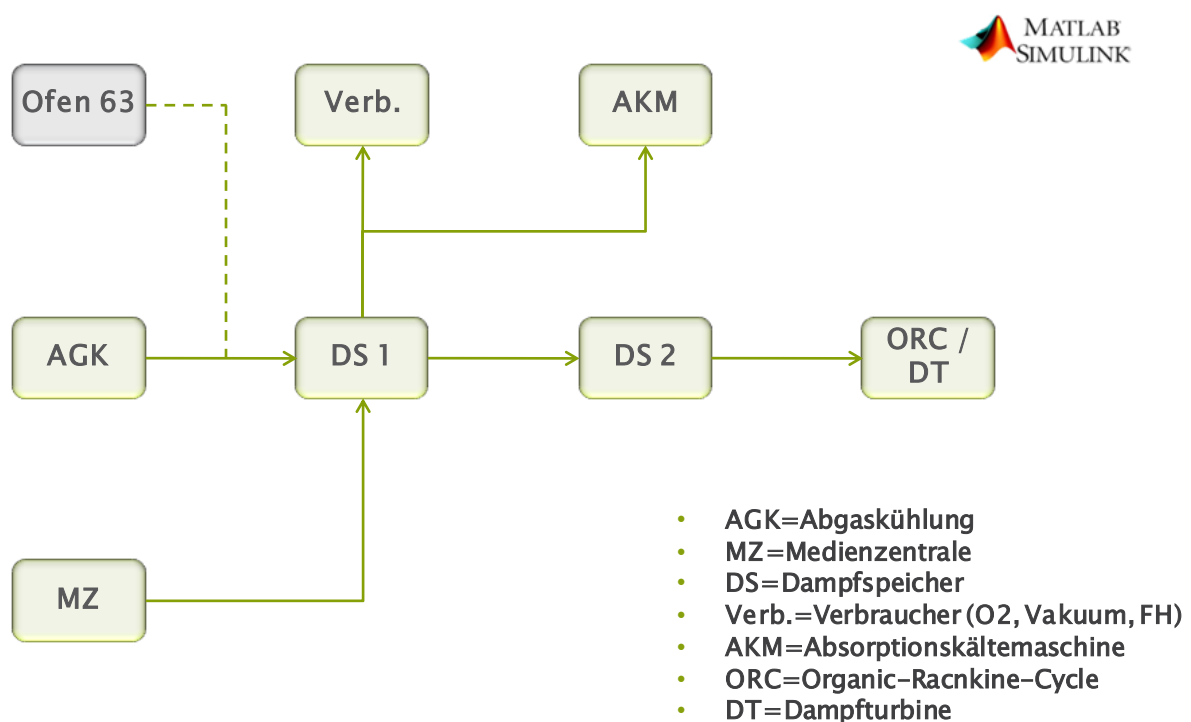 MATLAB
SIMULINK
Ofen 63
Verb.
AKM
AGK
DS 1
DS 2
ORC /
DT
MZ
• AGK=Abgaskühlung
• MZ=Medienzentrale
• DS=Dampfspeicher
• Verb.=Verbraucher (O2, Vakuum, FH)
• AKM=Absorptionskältemaschine
• ORC=Organic-Racnkine-Cycle
• DT=Dampfturbine